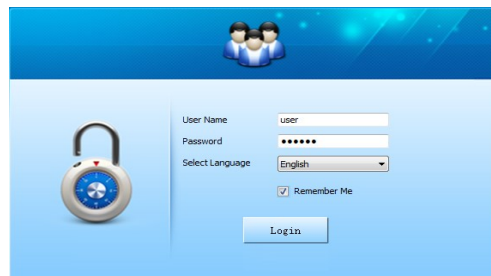 User Name user
Password ●●●●●●
Select Language English
Remember Me
Login